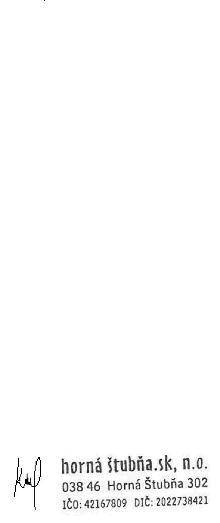 horná štubňa.sk, n.o.
038 46 Horná Štubňa 302
IČO: 42167809 DIČ: 2022738421